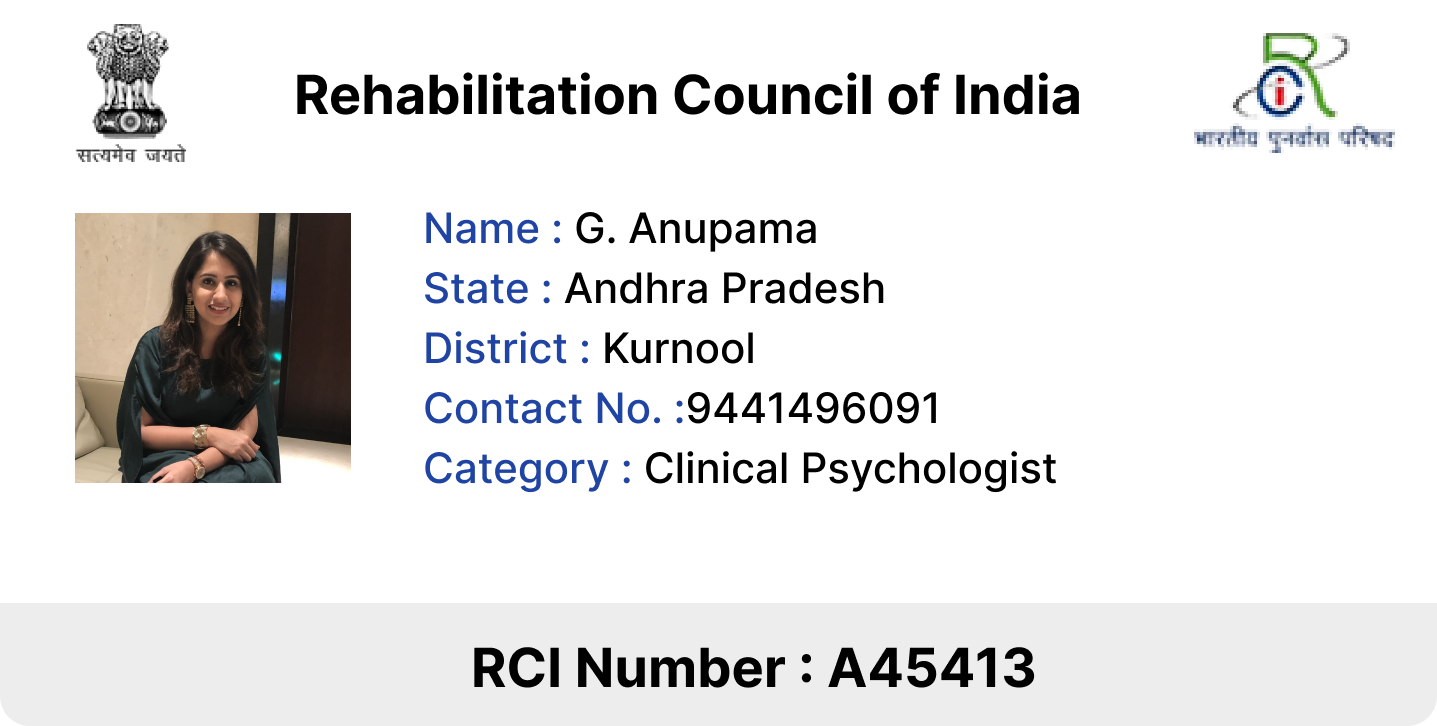 Rehabilitation Council of India
सत्यमेव जयते
भारतीय पुनर्वास परिषद
Name : G. Anupama
State : Andhra Pradesh
District : Kurnool
Contact No. :9441496091
Category : Clinical Psychologist
RCI Number : A45413